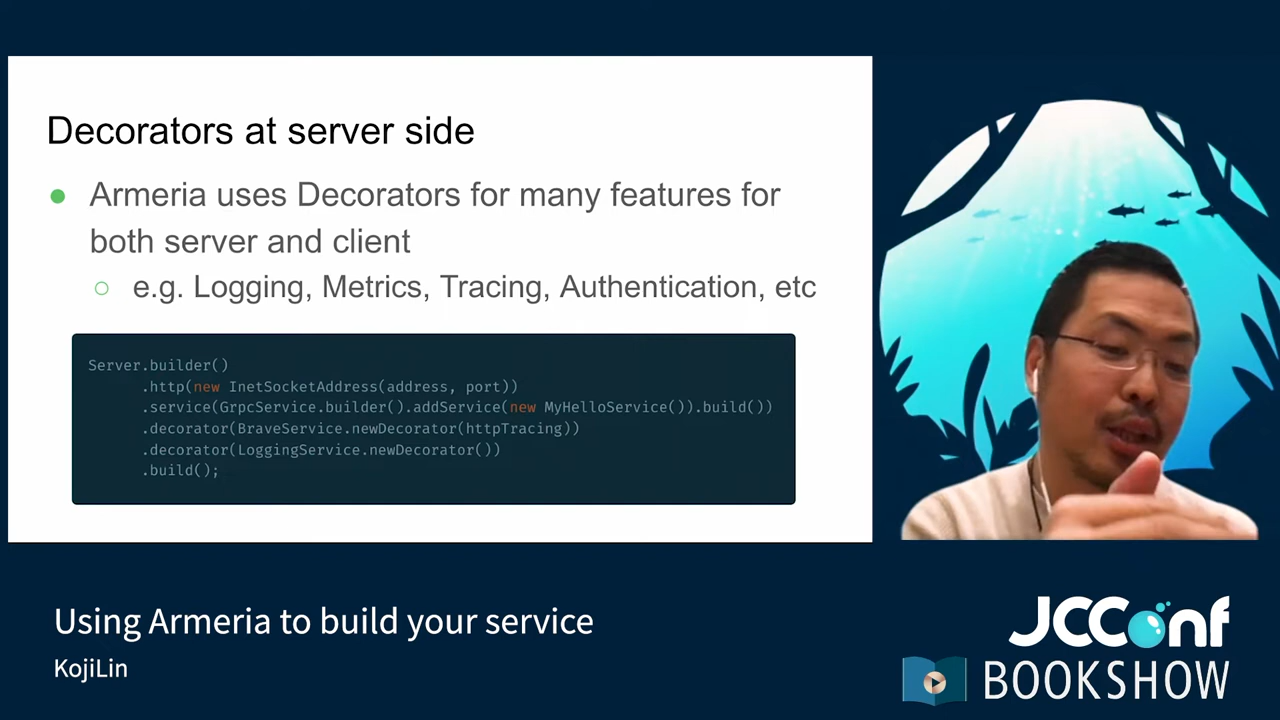 Decorators at server side
● Armeria uses Decorators for many features for
both server and client
○ e.g. Logging, Metrics, Tracing, Authentication, etc
Server.builder()
.http(new InetSocketAddress(address, port))
.service(GrpcService.builder().addService(new MyHelloService()).build())
.decorator(BraveService.newDecorator(httpTracing))
.decorator(LoggingService.newDecorator())
.build();
Using Armeria to build your service
KojiLin
JCConf
BOOKSHOW